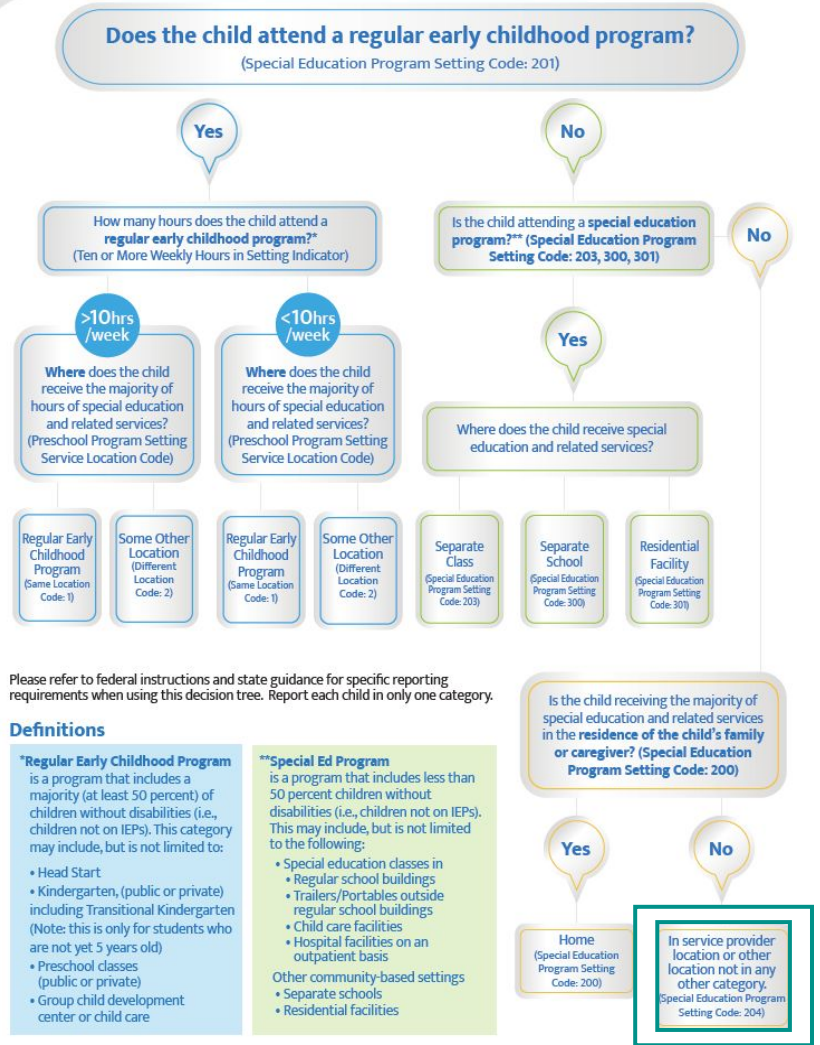 Does the child attend a regular early childhood program?
(Special Education Program Setting Code: 201)
Yes
No
How many hours does the child attend a
regular early childhood program?*
(Ten or More Weekly Hours in Setting Indicator)
Is the child attending a special education
program?** (Special Education Program
Setting Code: 203, 300, 301)
No
>10hrs
/week
Where does the child
receive the majority of
hours of special education
and related services?
(Preschool Program Setting
Service Location Code)
<10hrs
/week
Where does the child
receive the majority of
hours of special education
and related services?
(Preschool Program Setting
Service Location Code)
Yes
Where does the child receive special
education and related services?
Regular Early
Childhood
Program
(Same Location
Code: 1)
Some Other
Location
(Different
Location
Code: 2)
Regular Early
Childhood
Program
(Same Location
Code: 1)
Some Other
Location
(Different
Location
Code: 2)
Separate
Class
(Special Education
Program Setting
Code: 203)
Separate
School
(Special Education
Program Setting
Code: 300)
Residential
Facility
(Special Education
Program Setting
Code: 301)
Please refer to federal instructions and state guidance for specific reporting
requirements when using this decision tree. Report each child in only one category.
Is the child receiving the majority of
special education and related services
in the residence of the child's family
or caregiver? (Special Education
Program Setting Code: 200)
Yes
No
Home
(Special Education
Program Setting
Code: 200)
In service provider
location or other
location not in any
other category.
(Special Education Program
Setting Code: 204)
Definitions
*Regular Early Childhood Program
is a program that includes a
majority (at least 50 percent) of
children without disabilities (i.e.,
children not on IEPs). This category
may include, but is not limited to:
• Head Start
• Kindergarten, (public or private)
including Transitional Kindergarten
(Note: this is only for students who
are not yet 5 years old)
• Preschool classes
(public or private)
• Group child development
center or child care
**Special Ed Program
is a program that includes less than
50 percent children without
disabilities (i.e., children not on IEPs).
This may include, but is not limited
to the following:
• Special education classes in
• Regular school buildings
• Trailers/Portables outside
regular school buildings
• Child care facilities
• Hospital facilities on an
outpatient basis
Other community-based settings
• Separate schools
• Residential facilities